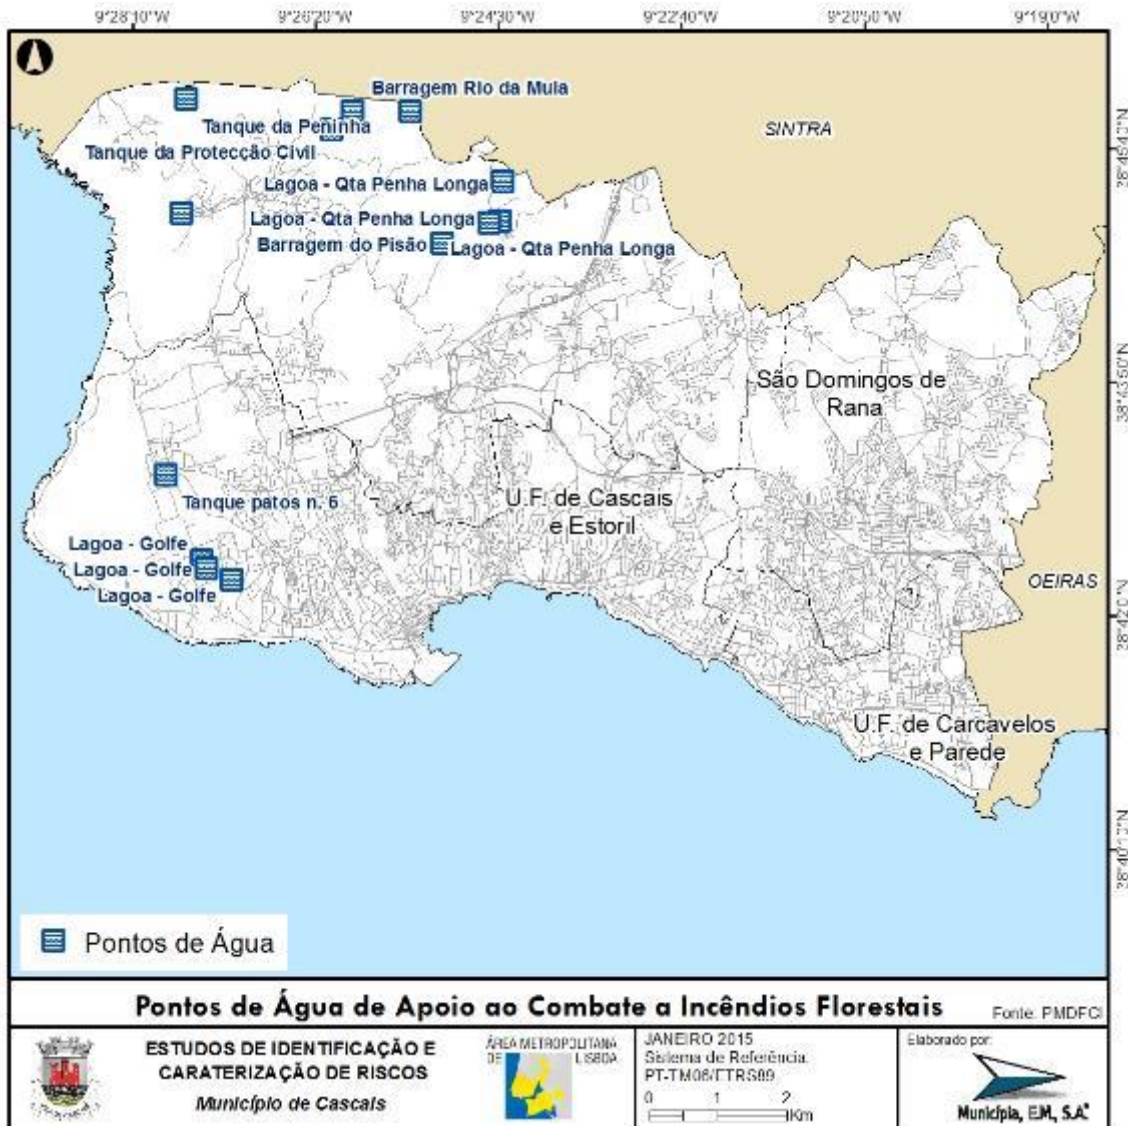 9°28'10"W 9°26'20"W 9°24'30"W 9°22'40"W 9°20'50"W 9°19'0"W
Barragem Rio da Mula
SINTRA
Tanque da Peninha
Tanque da Protecção Civil
Lagoa - Qta Penha Longa
Lagoa - Qta Penha Longa
Barragem do Pisão
Lagoa - Qta Penha Longa
São Domingos de
Rana
Tanque patos n. 6
U.F. de Cascais
e Estoril
Lagoa - Golfe
Lagoa - Golfe
Lagoa - Golfe
OEIRAS
U.F. de Carcavelos
e Parede
Pontos de Água
Pontos de Água de Apoio ao Combate a Incêndios Florestais
Fonte: PMDFCI
ESTUDOS DE IDENTIFICAÇÃO E
CARATERIZAÇÃO DE RISCOS
Município de Cascais
ÁREA METROPOLITANA
DE LISBOA
JANEIRO 2015
Sistema de Referência:
PT-TM06/ETRS89
0 1 2
Km
Elaborado por:
Município, E.M., S.A.